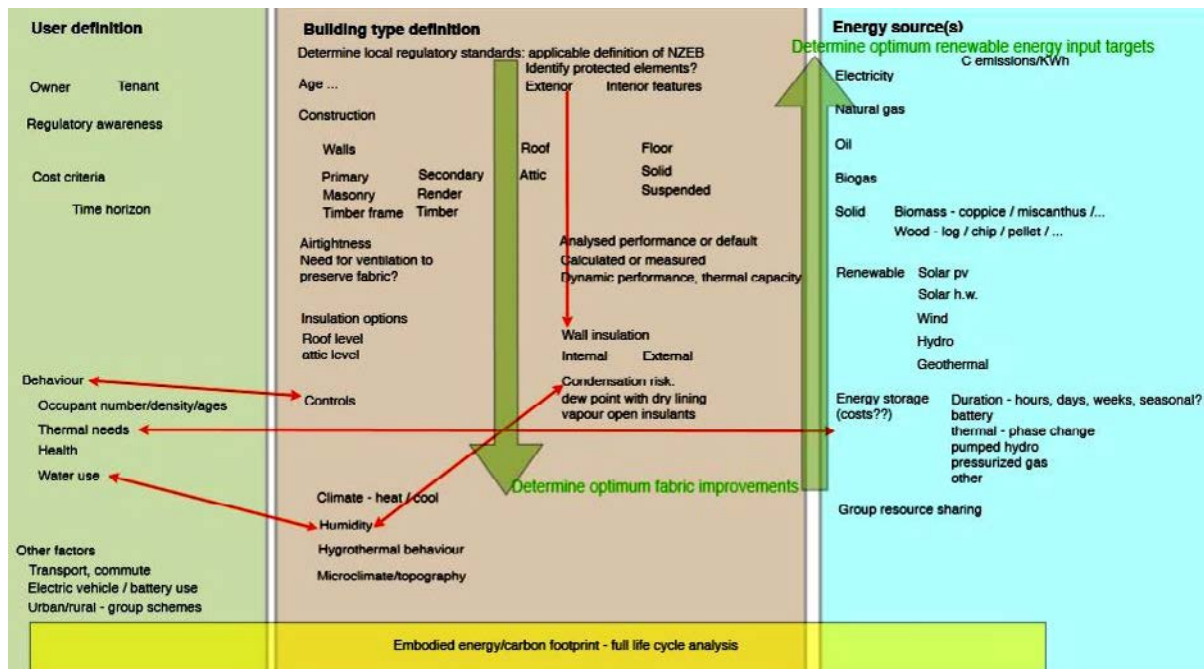 User definition
Owner Tenant
Regulatory awareness
Cost criteria
Time horizon
Behaviour
Occupant number/density/ages
Thermal needs
Health
Water use
Other factors
Transport, commute
Electric vehicle / battery use
Urban/rural - group schemes
Building type definition
Determine local regulatory standards: applicable definition of NZEB
Identify protected elements?
Age ... Exterior Interior features
Construction
Walls Roof Floor
Primary Secondary Attic Solid
Masonry Render Suspended
Timber frame Timber
Airtightness Analysed performance or default
Need for ventilation to Calculated or measured
preserve fabric? Dynamic performance, thermal capacity
Insulation options Wall insulation
Roof level
attic level Internal External
Condensation risk.
Controls dew point with dry lining
vapour open insulants
Determine optimum fabric improvements
Climate - heat / cool
Humidity
Hygrothermal behaviour
Microclimate/topography
Energy source(s)
Determine optimum renewable energy input targets
C emissions/KWh
Electricity
Natural gas
Oil
Biogas
Solid Biomass - coppice / miscanthus /...
Wood - log / chip / pellet / ...
Renewable Solar pv
Solar h.w.
Wind
Hydro
Geothermal
Energy storage Duration - hours, days, weeks, seasonal?
(costs??) battery
thermal - phase change
pumped hydro
pressurized gas
other
Group resource sharing
Embodied energy/carbon footprint - full life cycle analysis